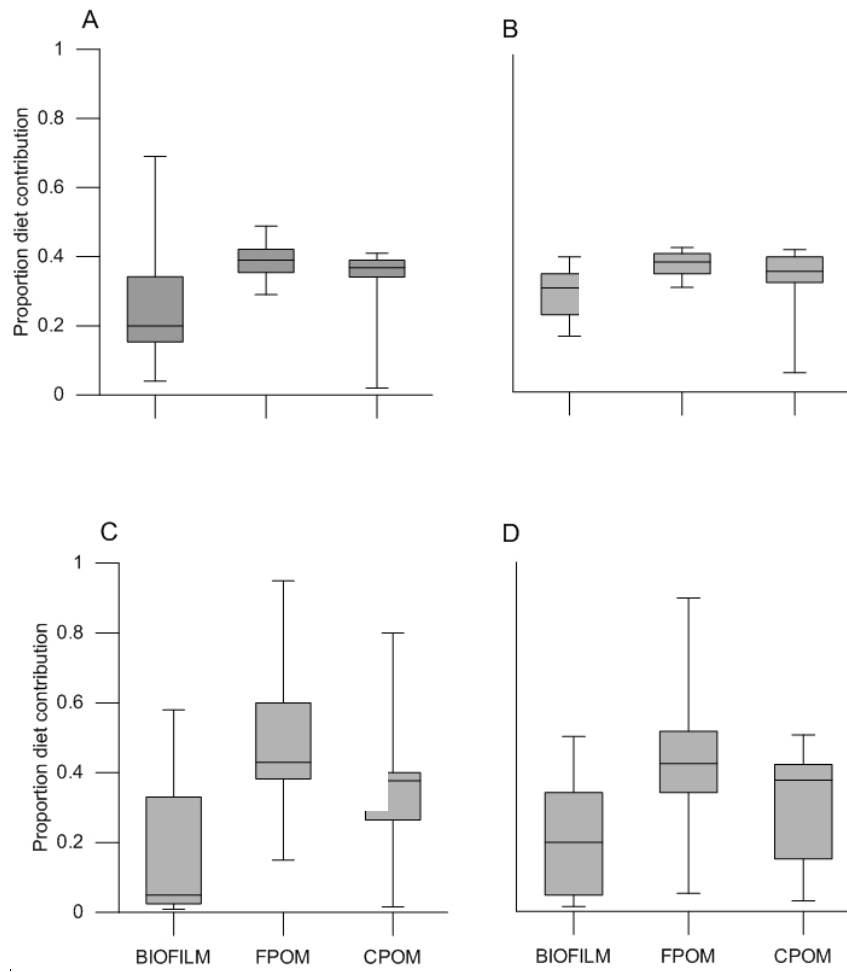 A
B
Proportion diet contribution
1
0.8
0.6
0.4
0.2
0
C
D
Proportion diet contribution
1
0.8
0.6
0.4
0.2
0
BIOFILM FPOM CPOM
BIOFILM FPOM CPOM